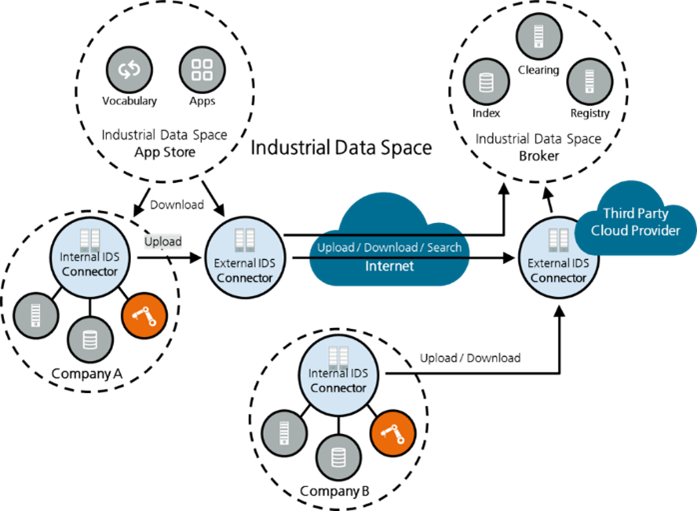 Vocabulary
Apps
Industrial Data Space
App Store
Clearing
Index
Registry
Industrial Data Space
Broker
Industrial Data Space
Download
Upload
Internal IDS
Connector
External IDS
Connector
Upload / Download / Search
Internet
Third Party
Cloud Provider
External IDS
Connector
Company A
Upload / Download
Internal IDS
Connector
Company B